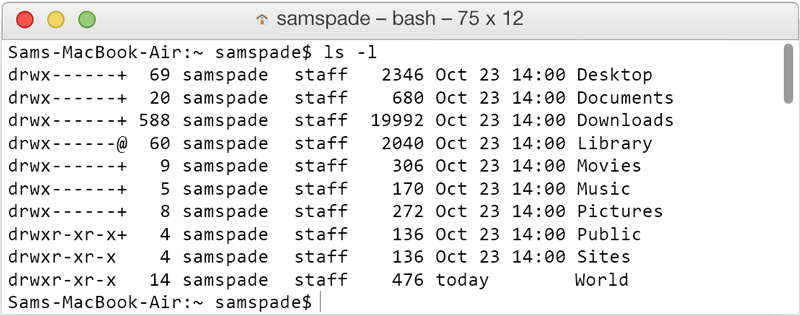 samspade – bash – 75 x 12
Sams-MacBook-Air:~ samspade$ ls -l
drwx------+  69 samspade  staff   2346 Oct 23 14:00 Desktop
drwx------+  20 samspade  staff    680 Oct 23 14:00 Documents
drwx------+ 588 samspade  staff  19992 Oct 23 14:00 Downloads
drwx------@  60 samspade  staff   2040 Oct 23 14:00 Library
drwx------+   9 samspade  staff    306 Oct 23 14:00 Movies
drwx------+   5 samspade  staff    170 Oct 23 14:00 Music
drwx------+   8 samspade  staff    272 Oct 23 14:00 Pictures
drwxr-xr-x+   4 samspade  staff    136 Oct 23 14:00 Public
drwxr-xr-x    4 samspade  staff    136 Oct 23 14:00 Sites
drwxr-xr-x   14 samspade  staff    476 today        World
Sams-MacBook-Air:~ samspade$